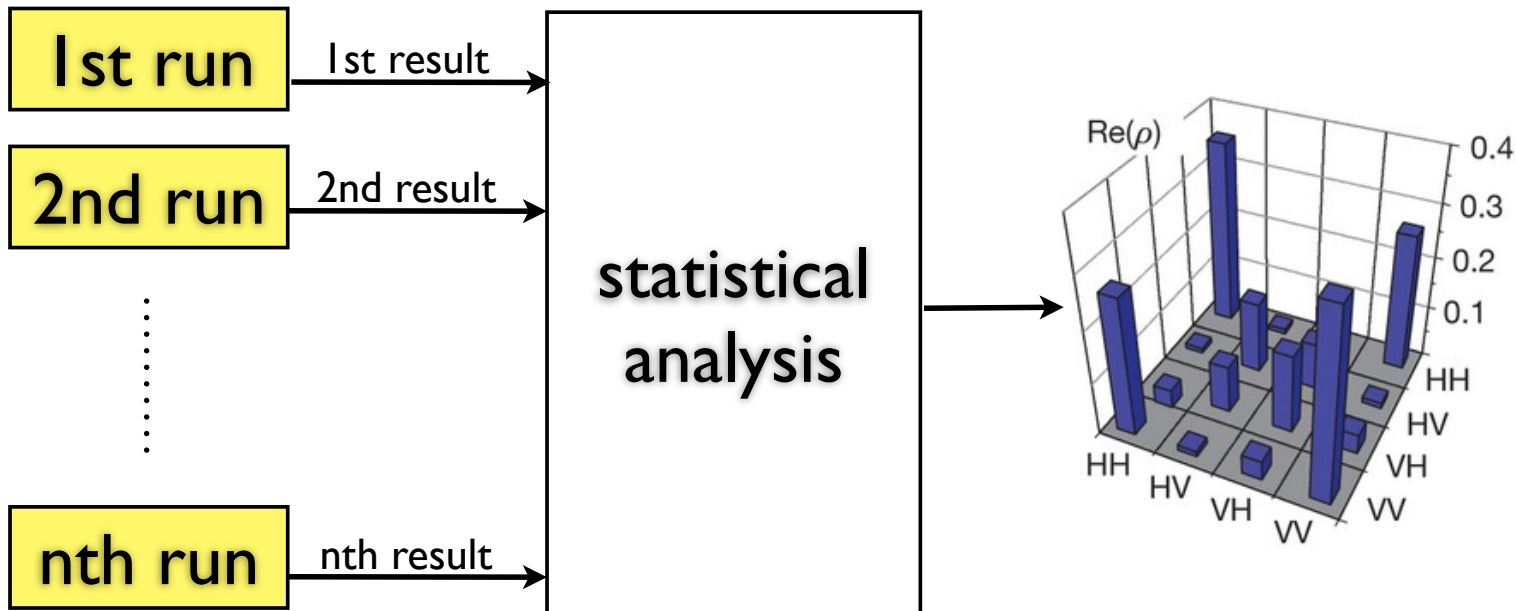 1st run
1st result
2nd run
2nd result
nth run
nth result
statistical
analysis
Re(ρ)
0.4
0.3
0.2
0.1
HH
HV
VH
VV
HH
HV
VH
VV